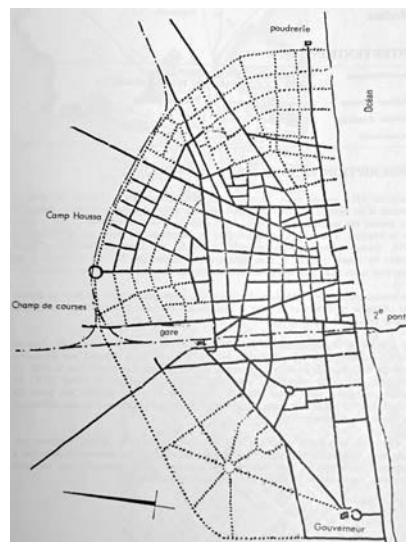 poudrerie
Océan
Camp Houssa
Champ de courses
gare
2e pont
Gouverneur